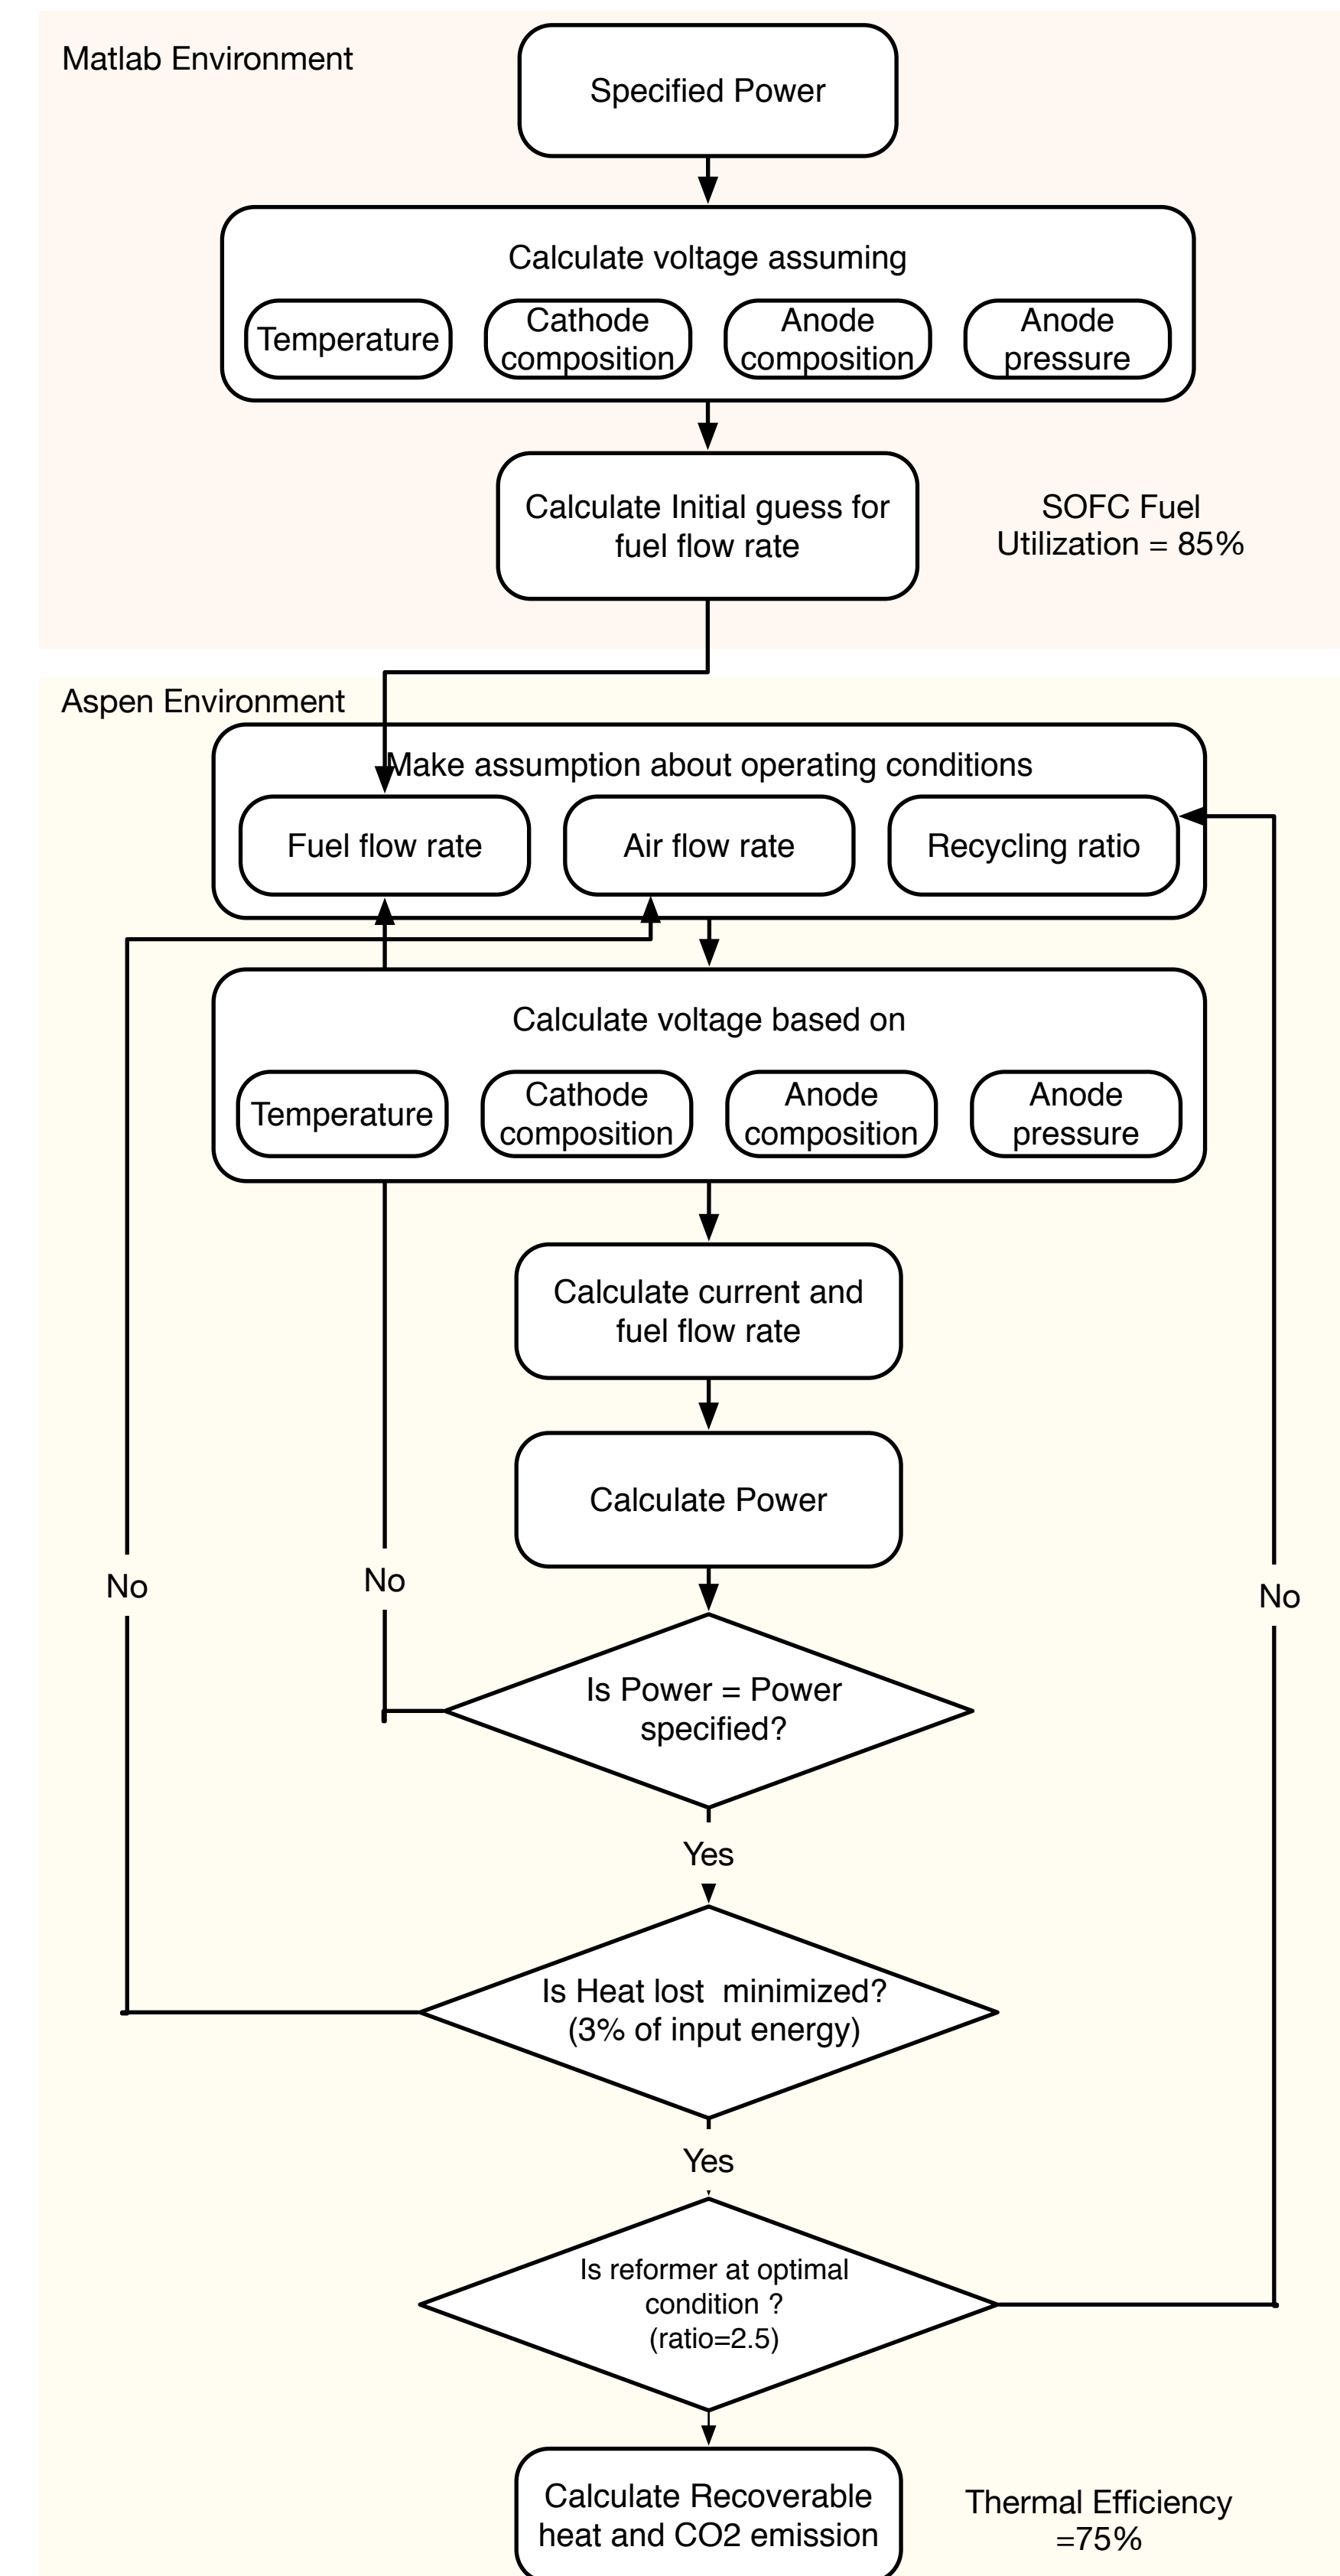 Matlab Environment
Specified Power
Calculate voltage assuming
Temperature
Cathode
composition
Anode
composition
Anode
pressure
Calculate Initial guess for
fuel flow rate
SOFC Fuel
Utilization = 85%
Aspen Environment
Make assumption about operating conditions
Fuel flow rate
Air flow rate
Recycling ratio
Calculate voltage based on
Temperature
Cathode
composition
Anode
composition
Anode
pressure
Calculate current and
fuel flow rate
Calculate Power
No
No
No
Is Power = Power
specified?
Yes
Is Heat lost  minimized?
(3% of input energy)
Yes
Is reformer at optimal
condition ?
(ratio=2.5)
Calculate Recoverable
heat and CO2 emission
Thermal Efficiency
=75%